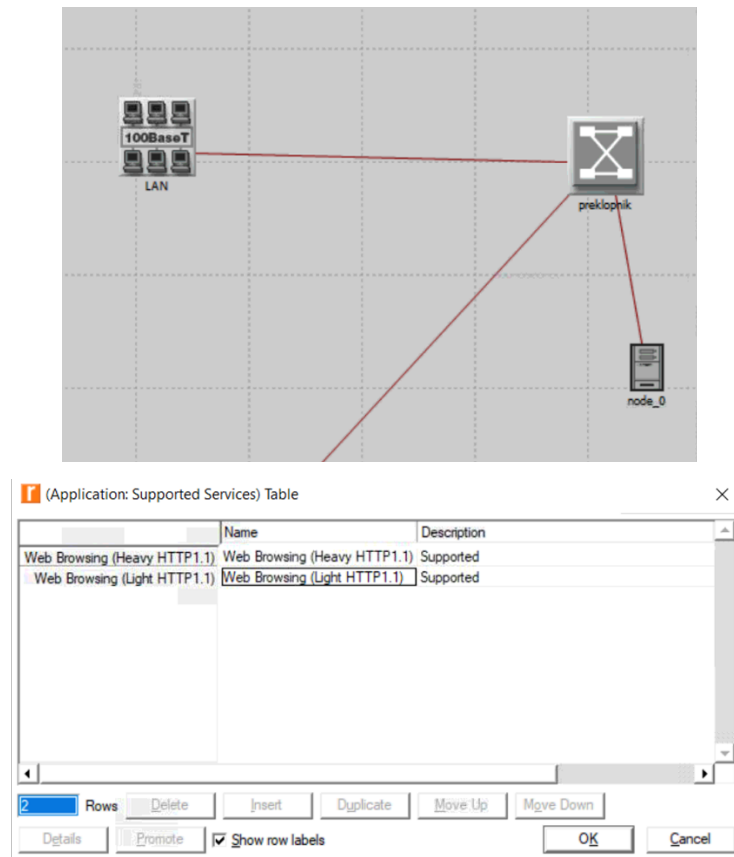 100BaseT
LAN
preklopnik
node_0
(Application: Supported Services) Table
Name Description
Web Browsing (Heavy HTTP1.1) Web Browsing (Heavy HTTP1.1) Supported
Web Browsing (Light HTTP1.1) Web Browsing (Light HTTP1.1) Supported
2 Rows Delete Insert Duplicate Move Up Move Down
Details Promote Show row labels OK Cancel